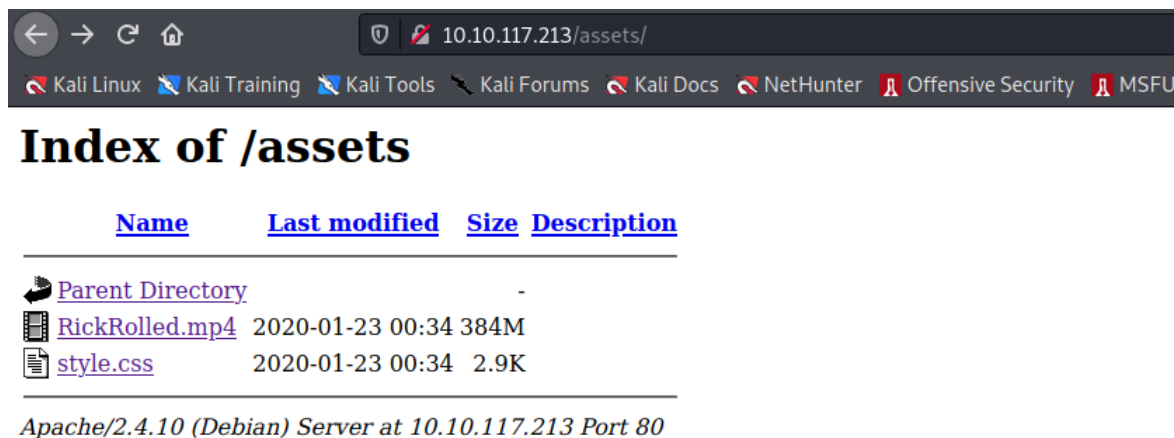 10.10.117.213/assets/
Kali Linux Kali Training Kali Tools Kali Forums Kali Docs NetHunter Offensive Security MSFU
Index of /assets
Name Last modified Size Description
Parent Directory -
RickRolled.mp4 2020-01-23 00:34 384M
style.css 2020-01-23 00:34 2.9K
Apache/2.4.10 (Debian) Server at 10.10.117.213 Port 80